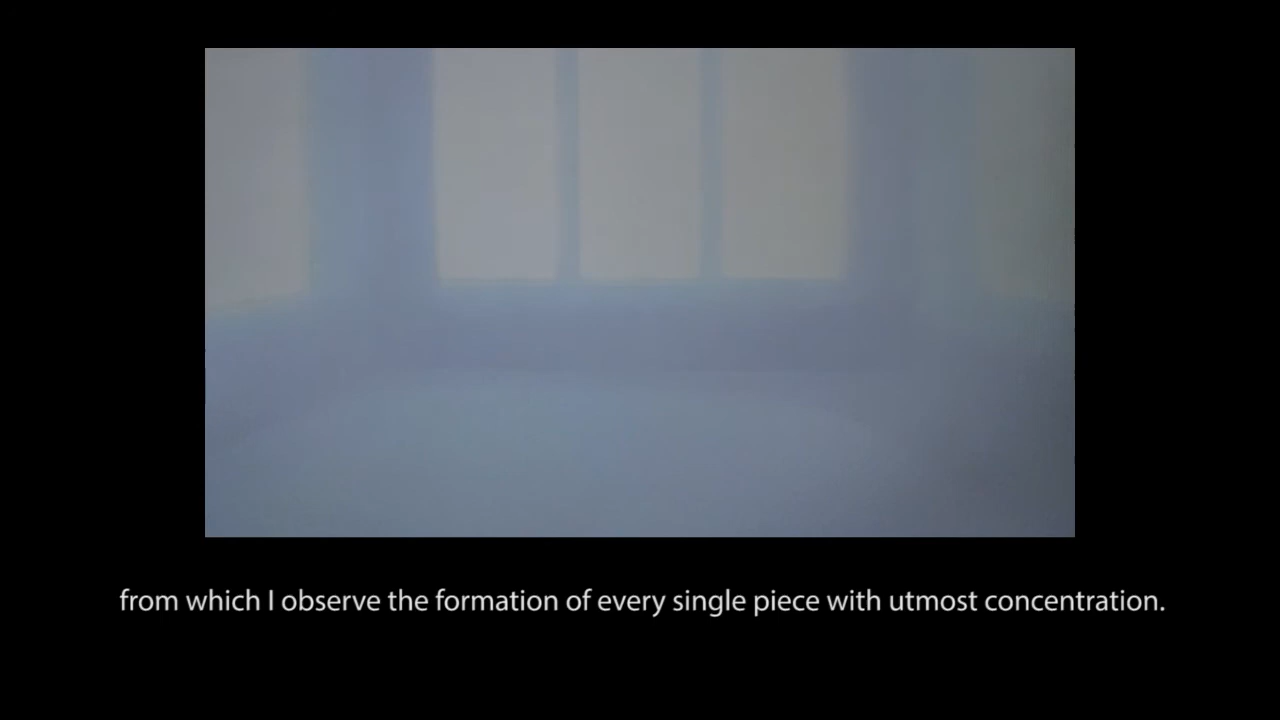 from which I observe the formation of every single piece with utmost concentration.